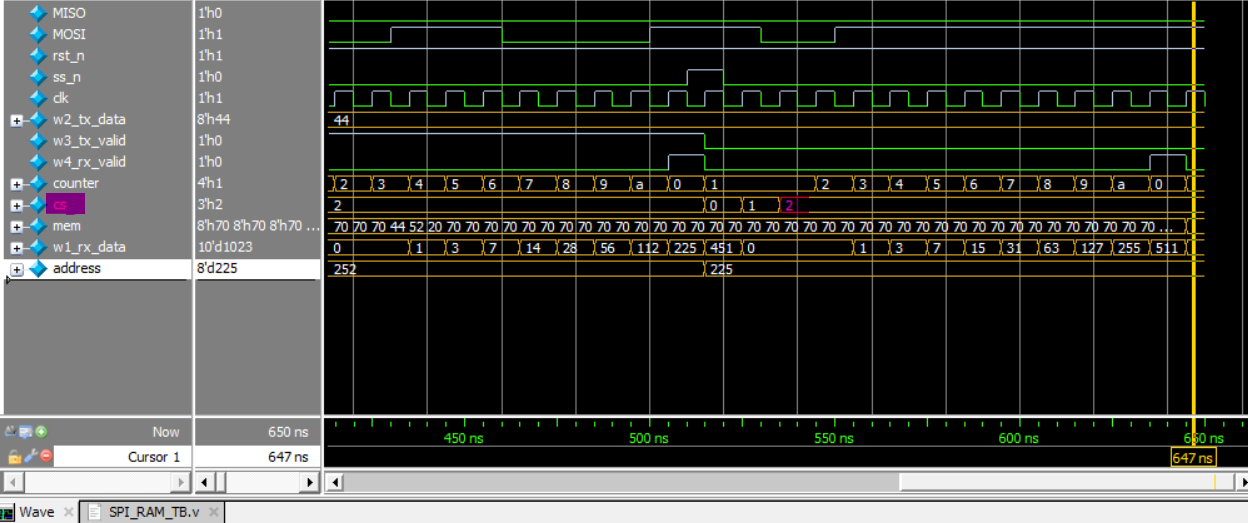 MISO 1'h0
MOSI 1'h1
rst_n 1'h1
ss_n 1'h0
clk 1'h1
w2_tx_data 8'h44 44
w3_tx_valid 1'h0
w4_rx_valid 1'h0
counter 4'h1 2 3 4 5 6 7 8 9 a 0 1 2 3 4 5 6 7 8 9 a 0
cs 3'h2 2 0 1 2
mem 8'h70 8'h70 8'h70 ... 70 70 70 44 52 20 70 70 70 70 70 70 70 70 70 70 70 70 70 70 70 70 70 70 70 70 70 70 70 70 70 70 70 70 70 70 70 70 70 70 70 70 70 70 ...
w1_rx_data 10'd1023 0 1 3 7 14 28 56 112 225 451 0 1 3 7 15 31 63 127 255 511
address 8'd225 252 225
Now 650 ns 450 ns 500 ns 550 ns 600 ns 650 ns
Cursor 1 647 ns 647 ns
Wave SPI_RAM_TB.v